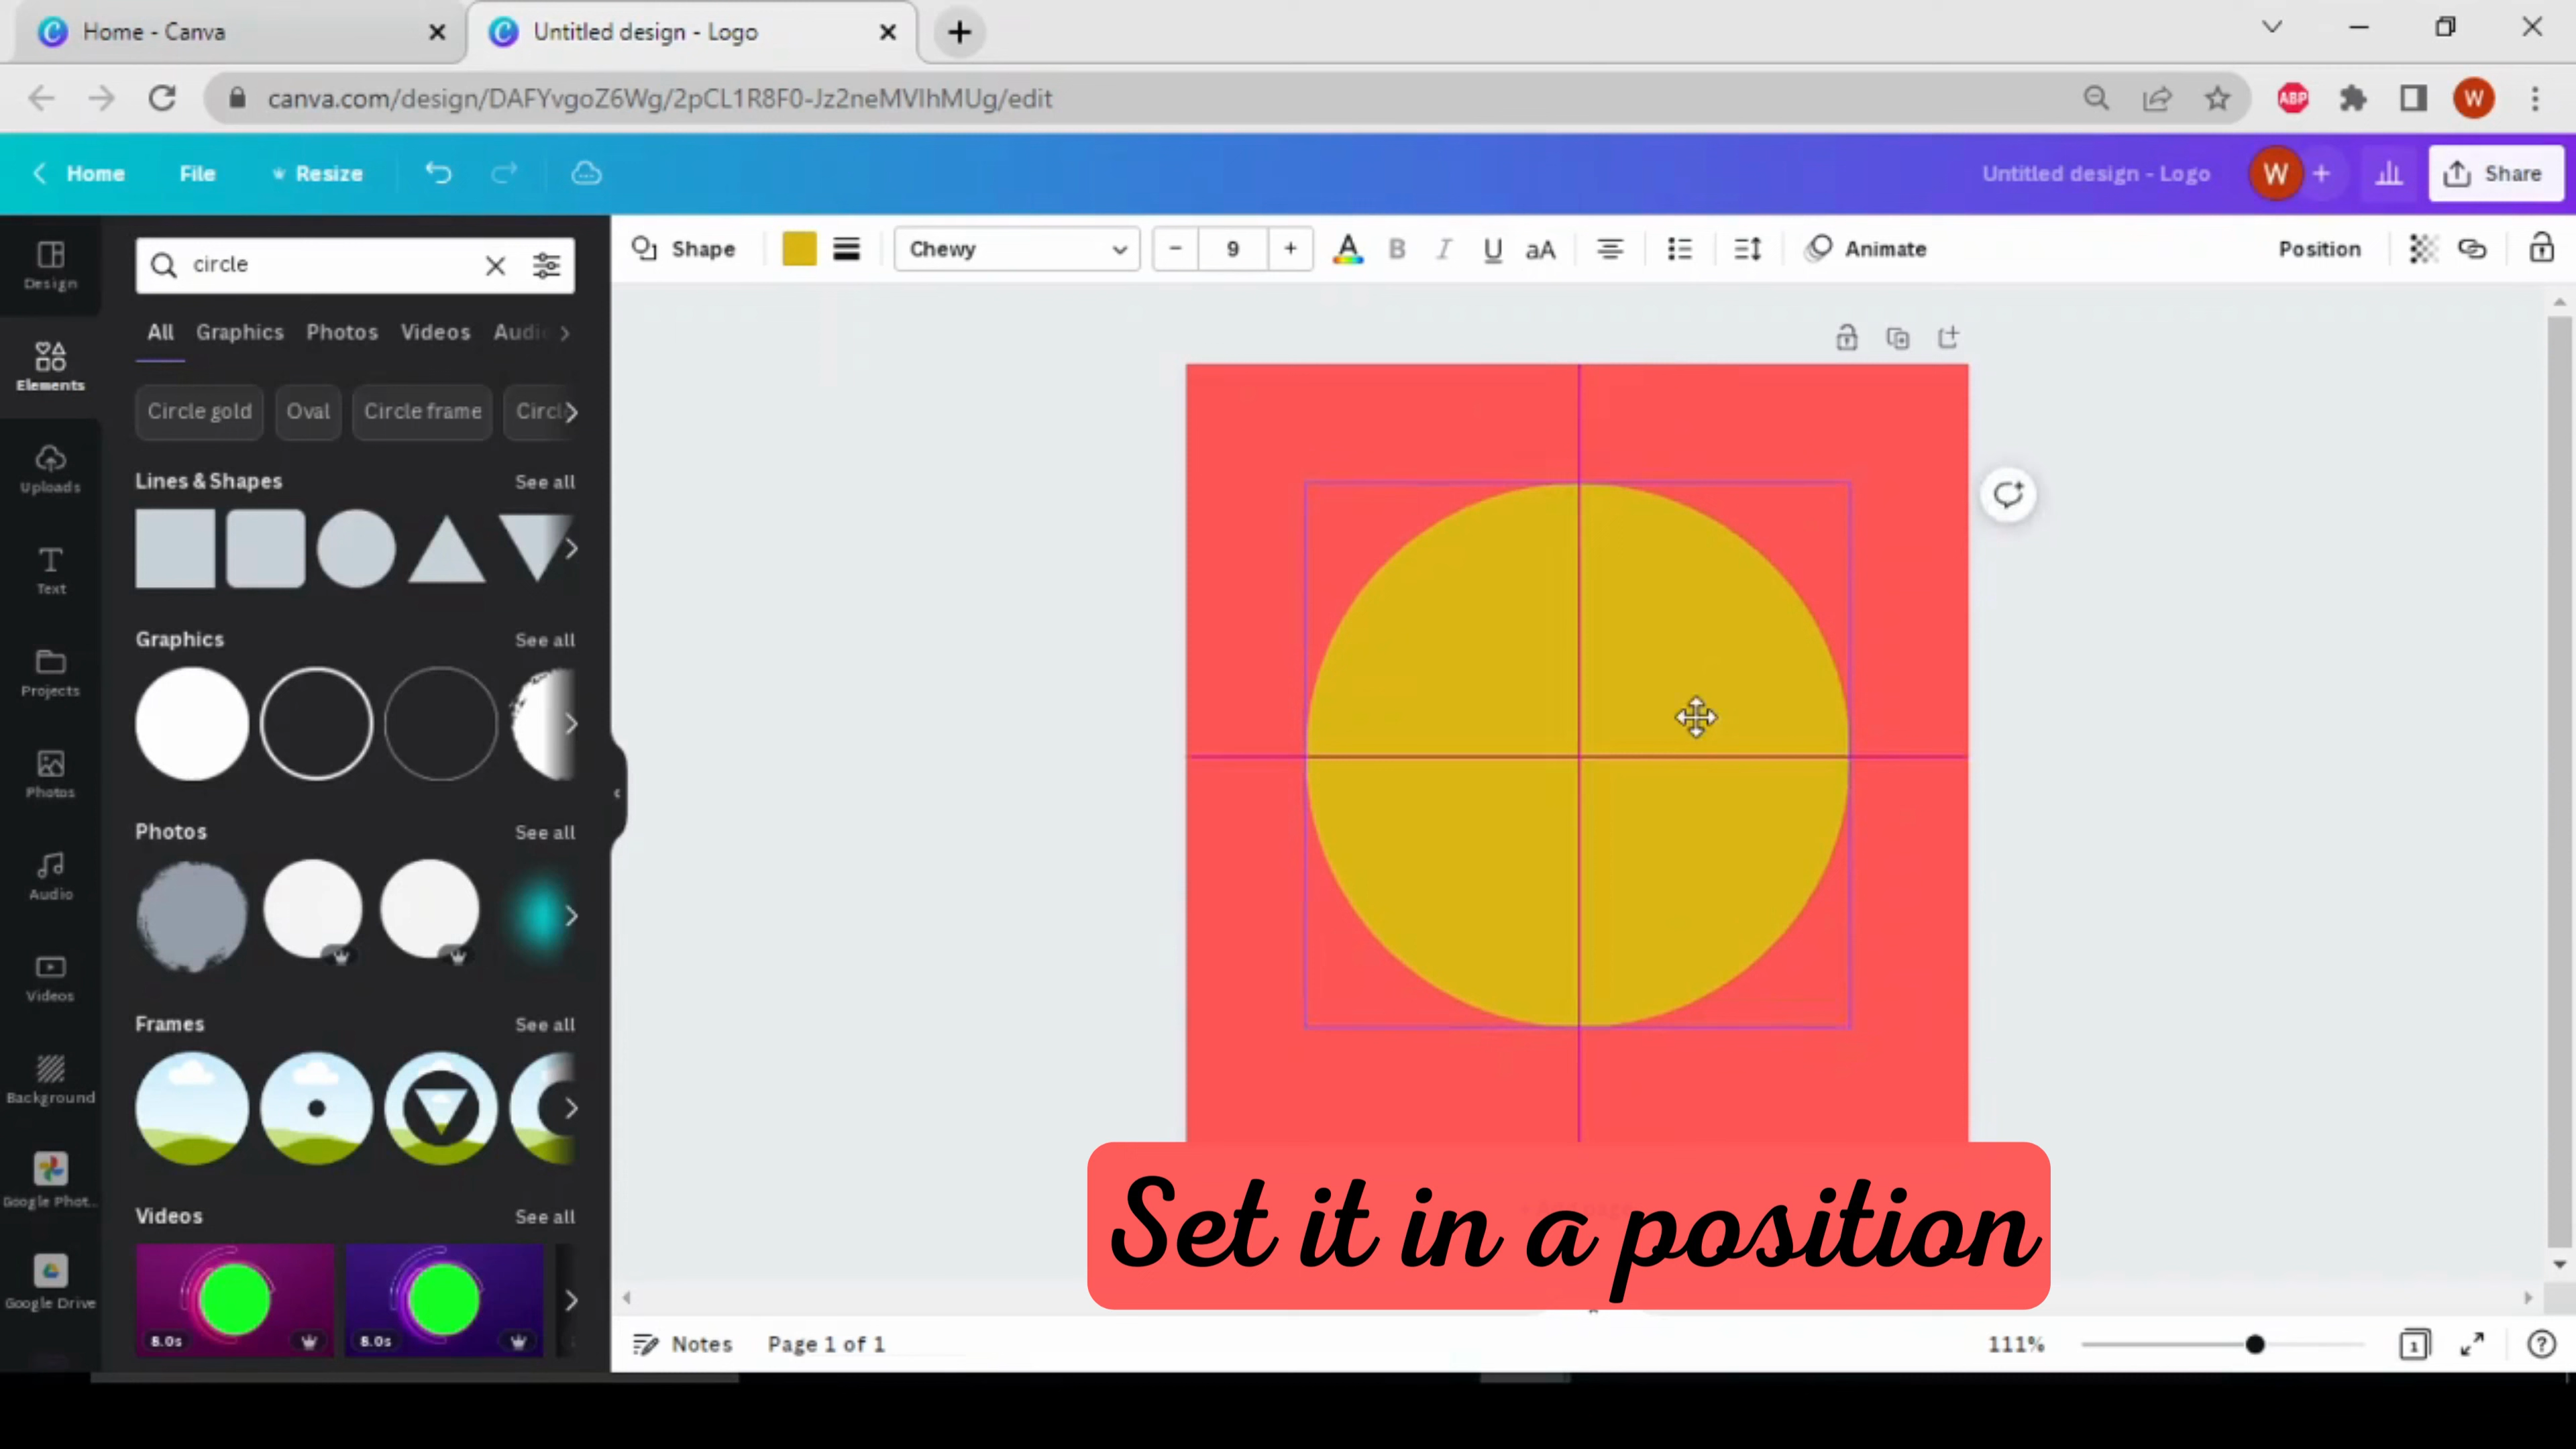 Home - Canva
Untitled design - Logo
canva.com/design/DAFYvgoZ6Wg/2pCL1R8F0-Jz2neMVIhMUg/edit
ABP
W
Home
File
Resize
Untitled design - Logo
W
Share
Design
Elements
Uploads
Text
Projects
Photos
Audio
Videos
Background
Google Phot...
Google Drive
circle
All Graphics Photos Videos
Circle gold Oval Circle frame
Lines & Shapes See all
Graphics See all
Photos See all
Frames See all
Videos See all
8.0s
8.0s
Shape
Chewy
9
A B I U aA
Animate
Position
Set it in a position
Notes Page 1 of 1
111%
1
?